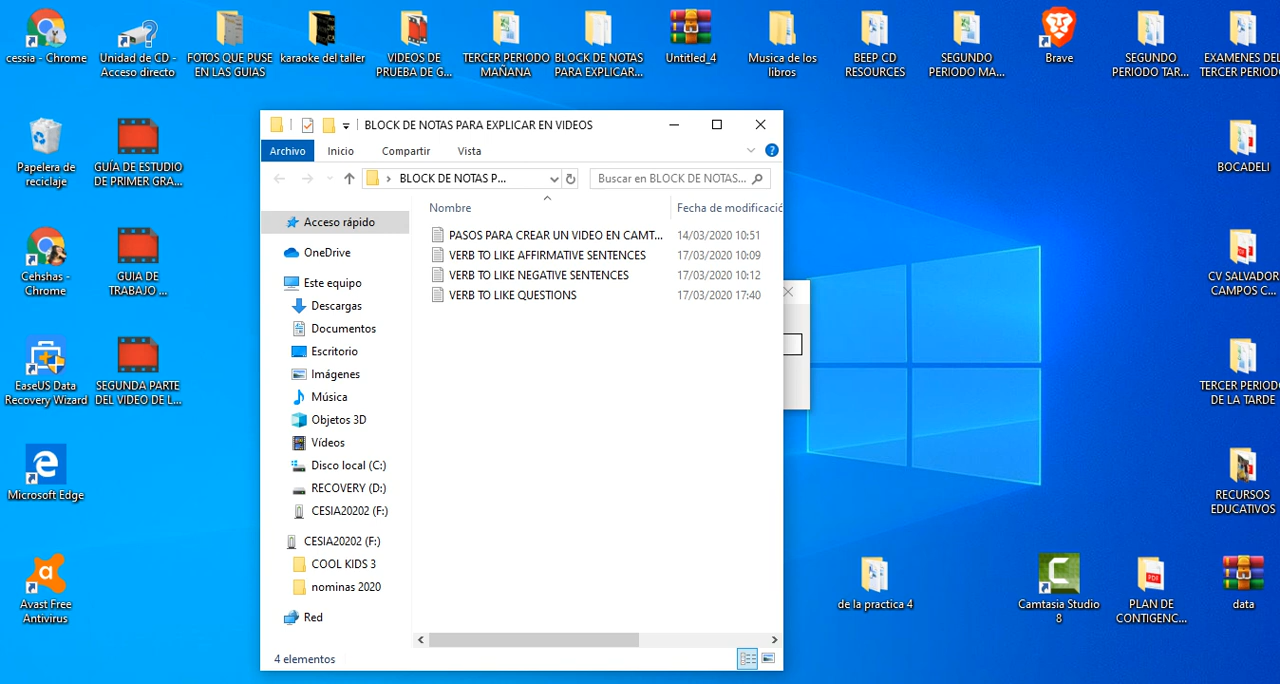 cessia - Chrome
Unidad de CD -
Acceso directo
FOTOS QUE PUSE
EN LAS GUIAS
karaoke del taller
VIDEOS DE
PRUEBA DE G...
TERCER PERIODO
MAÑANA
BLOCK DE NOTAS
PARA EXPLICAR...
Untitled_4
Musica de los
libros
BEEP CD
RESOURCES
SEGUNDO
PERIODO MA...
Brave
SEGUNDO
PERIODO TAR...
EXAMENES DEL
TERCER PERIODO
Papelera de
reciclaje
GUÍA DE ESTUDIO
DE PRIMER GRA...
BOCADELI
Cehshas -
Chrome
GUIA DE
TRABAJO ...
CV SALVADOR
CAMPOS C...
EaseUS Data
Recovery Wizard
SEGUNDA PARTE
DEL VIDEO DE L...
TERCER PERIODO
DE LA TARDE
Microsoft Edge
RECURSOS
EDUCATIVOS
Avast Free
Antivirus
de la practica 4
Camtasia Studio
8
PLAN DE
CONTIGENC...
data
BLOCK DE NOTAS PARA EXPLICAR EN VIDEOS
Archivo Inicio Compartir Vista
BLOCK DE NOTAS P...
Buscar en BLOCK DE NOTAS...
Nombre Fecha de modificació
PASOS PARA CREAR UN VIDEO EN CAMT... 14/03/2020 10:51
VERB TO LIKE AFFIRMATIVE SENTENCES 17/03/2020 10:09
VERB TO LIKE NEGATIVE SENTENCES 17/03/2020 10:12
VERB TO LIKE QUESTIONS 17/03/2020 17:40
Acceso rápido
OneDrive
Este equipo
Descargas
Documentos
Escritorio
Imágenes
Música
Objetos 3D
Vídeos
Disco local (C:)
RECOVERY (D:)
CESIA20202 (F:)
CESIA20202 (F:)
COOL KIDS 3
nominas 2020
Red
4 elementos